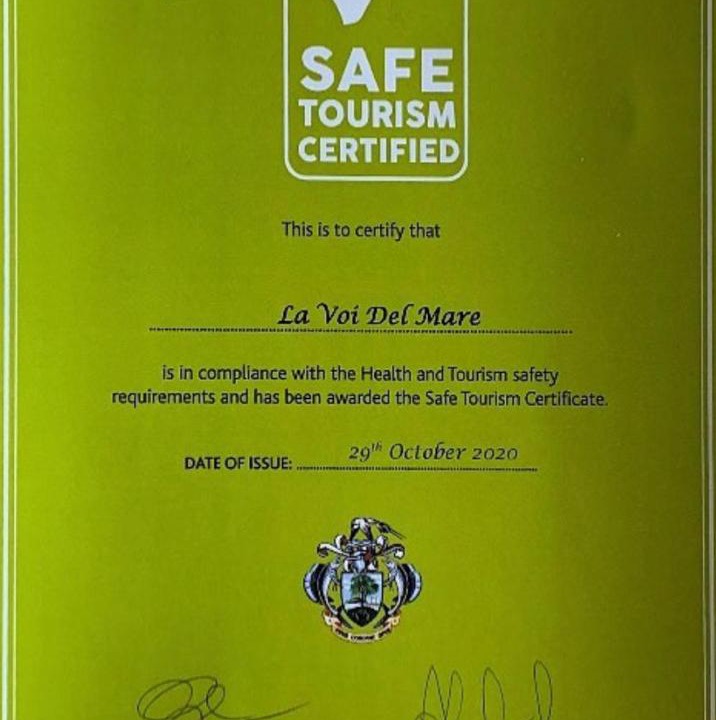 SAFE
TOURISM
CERTIFIED
This is to certify that
La Voi Del Mare
is in compliance with the Health and Tourism safety
requirements and has been awarded the Safe Tourism Certificate.
DATE OF ISSUE: 29th October 2020